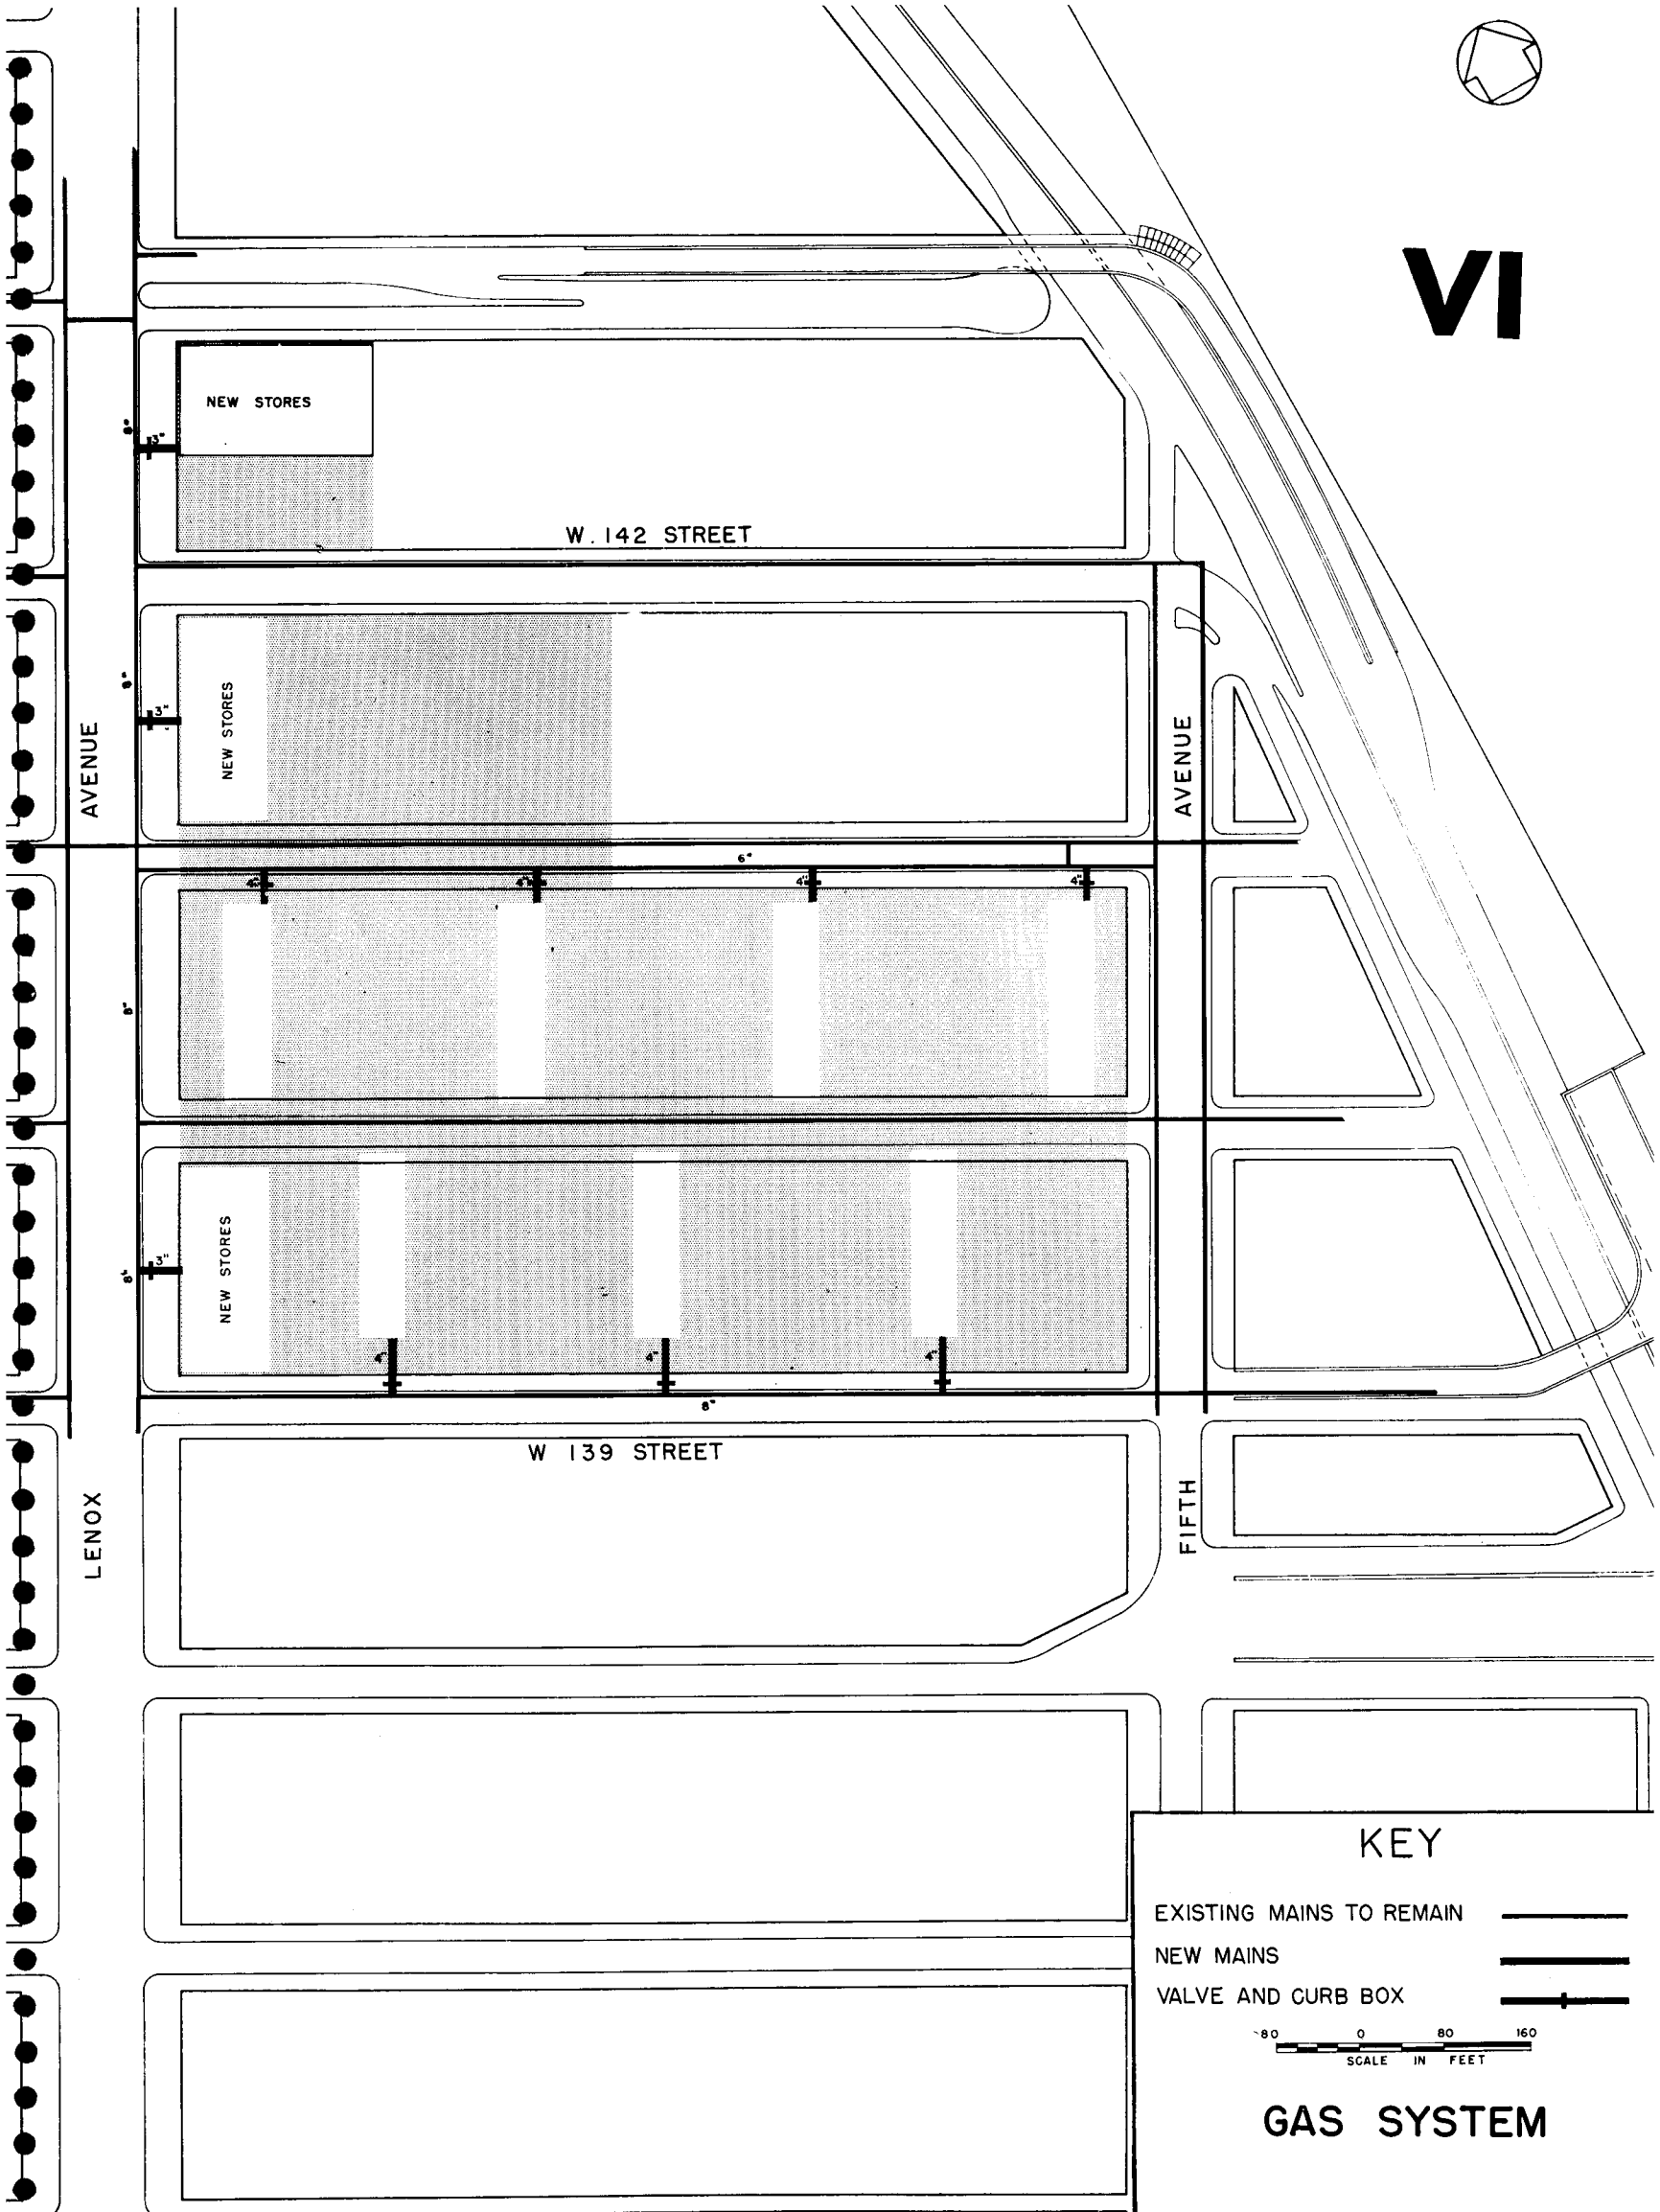 VI
NEW STORES
8"
3"
W. 142 STREET
8"
3"
NEW STORES
AVENUE
AVENUE
6"
4"
4"
4"
4"
8"
NEW STORES
8"
3"
4"
4"
4"
8"
W 139 STREET
LENOX
FIFTH
KEY
EXISTING MAINS TO REMAIN
NEW MAINS
VALVE AND CURB BOX
80 0 80 160
SCALE IN FEET
GAS SYSTEM